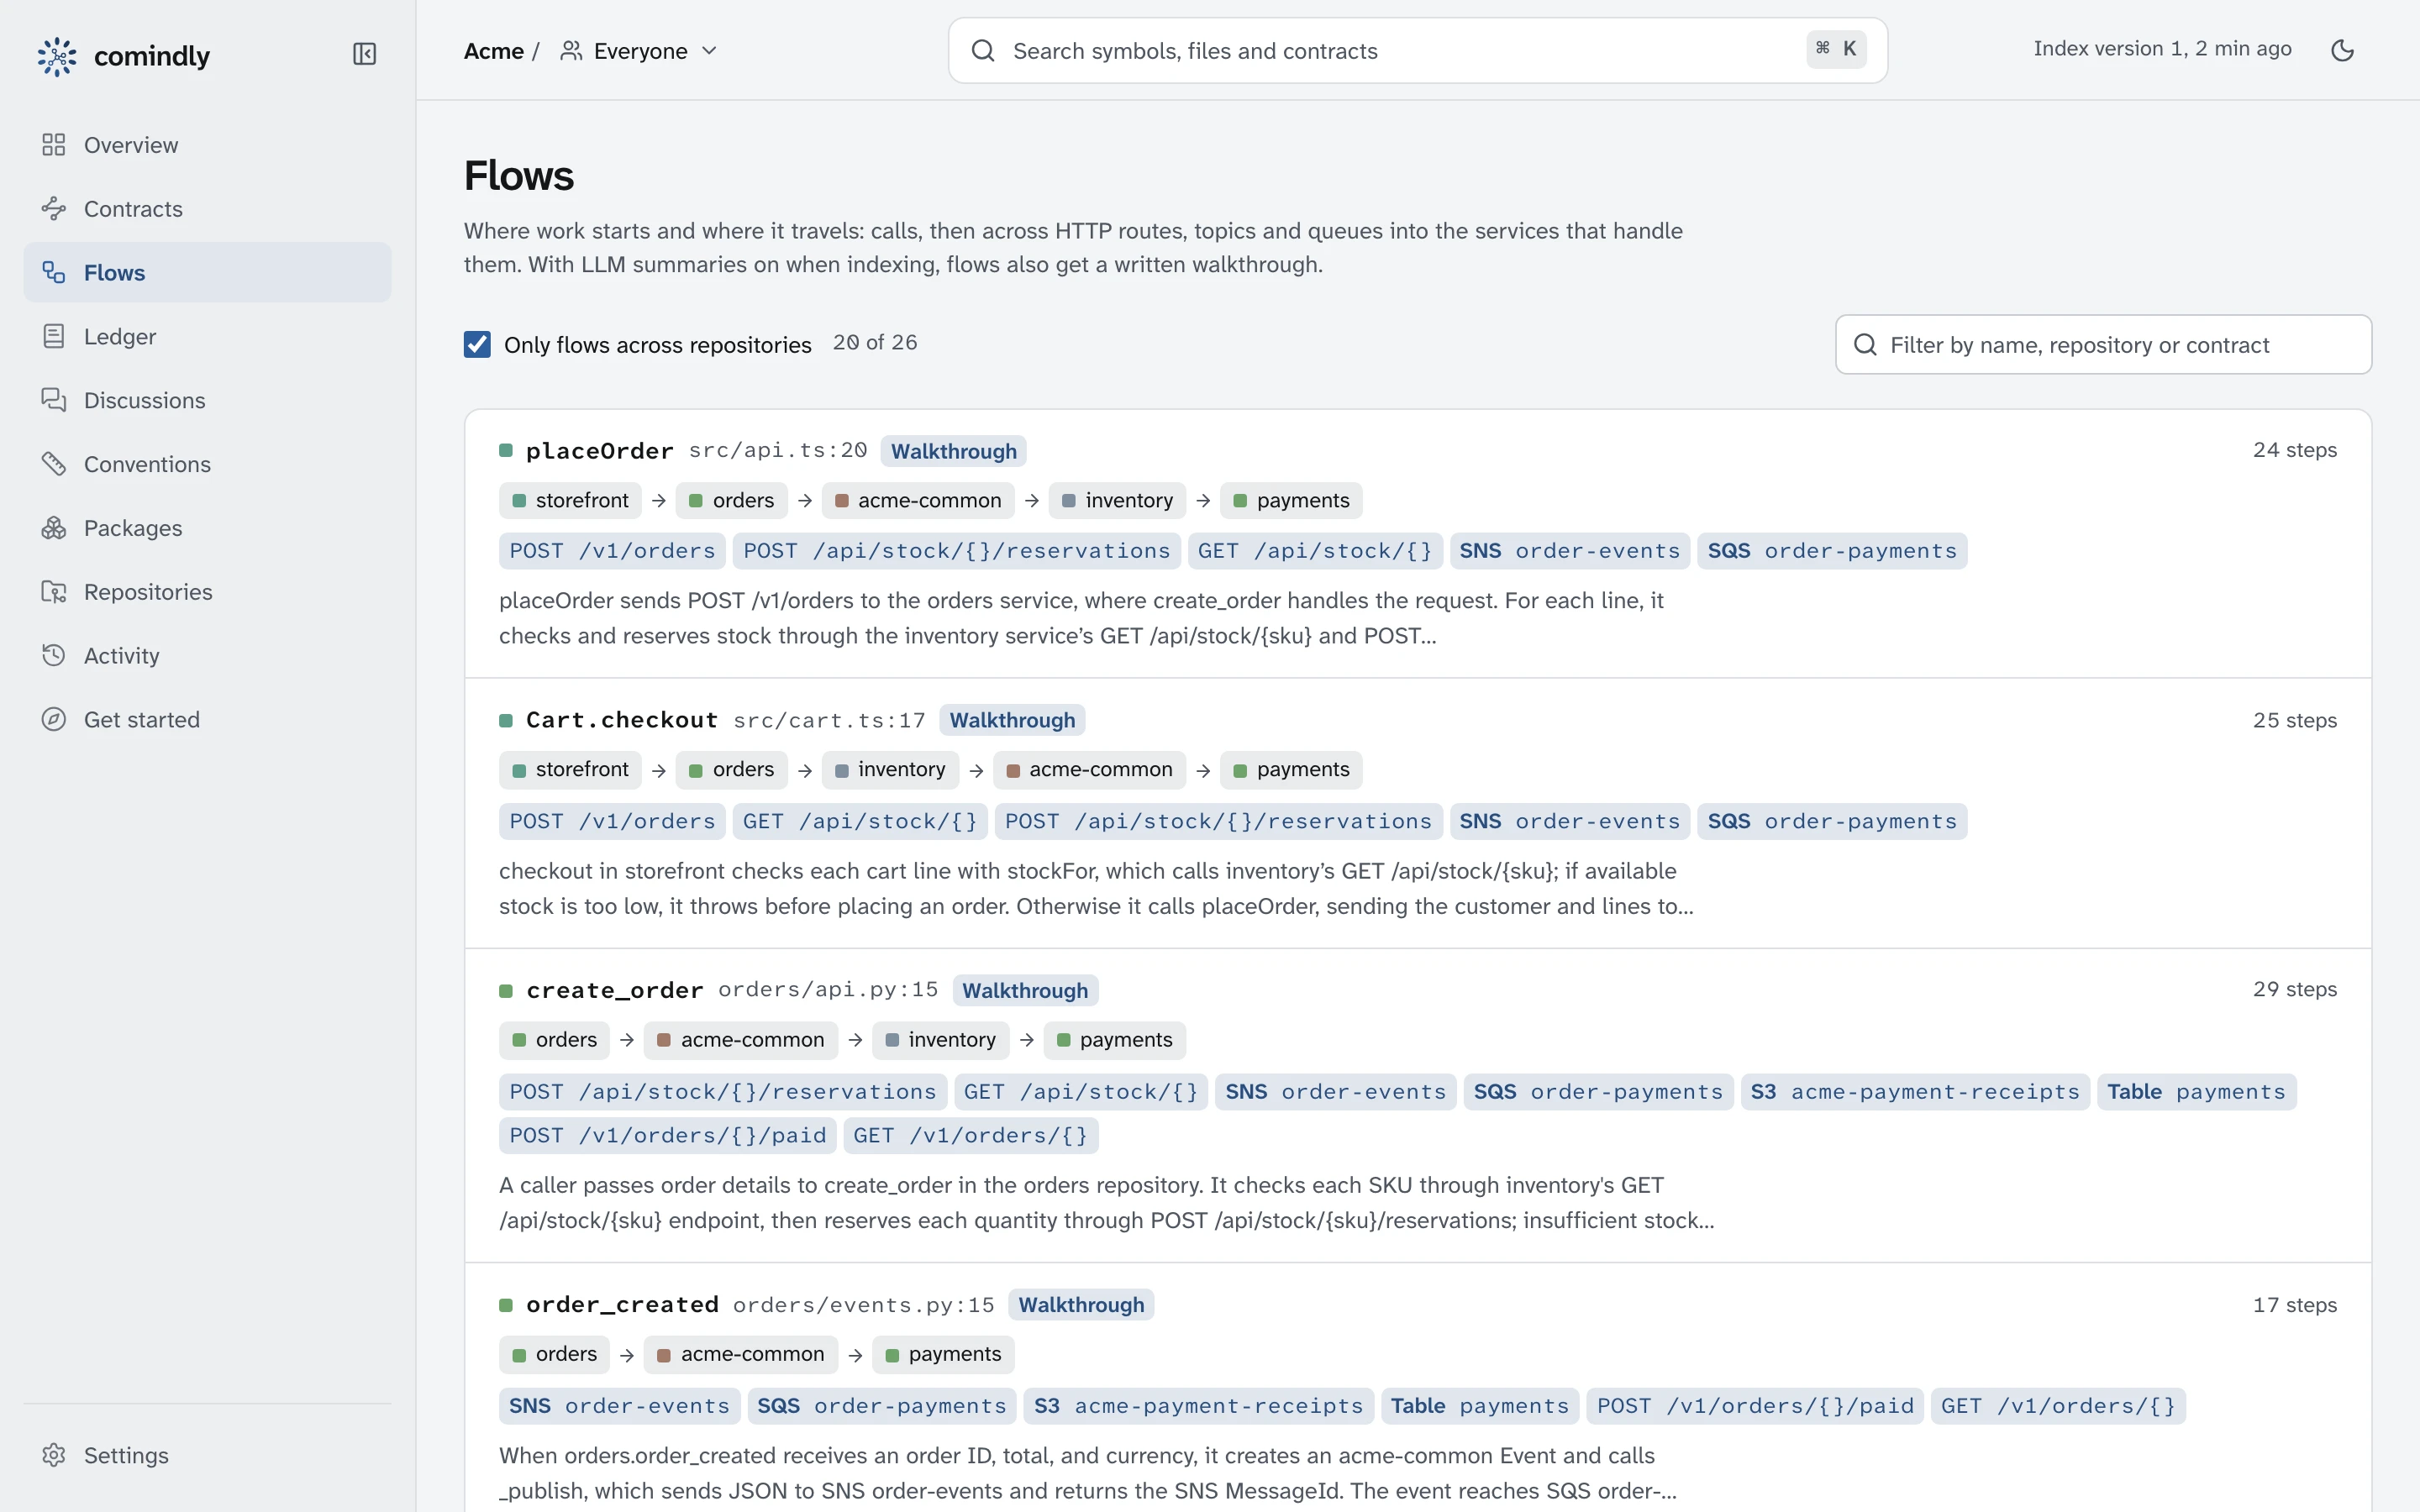 comindly
Acme / Everyone
Search symbols, files and contracts ⌘ K
Index version 1, 2 min ago
Overview
Contracts
Flows
Ledger
Discussions
Conventions
Packages
Repositories
Activity
Get started
Settings
Flows
Where work starts and where it travels: calls, then across HTTP routes, topics and queues into the services that handle
them. With LLM summaries on when indexing, flows also get a written walkthrough.
Only flows across repositories 20 of 26
Filter by name, repository or contract
placeOrder src/api.ts:20 Walkthrough 24 steps
storefront → orders → acme-common → inventory → payments
POST /v1/orders POST /api/stock/{}/reservations GET /api/stock/{} SNS order-events SQS order-payments
placeOrder sends POST /v1/orders to the orders service, where create_order handles the request. For each line, it
checks and reserves stock through the inventory service’s GET /api/stock/{sku} and POST...
Cart.checkout src/cart.ts:17 Walkthrough 25 steps
storefront → orders → inventory → acme-common → payments
POST /v1/orders GET /api/stock/{} POST /api/stock/{}/reservations SNS order-events SQS order-payments
checkout in storefront checks each cart line with stockFor, which calls inventory’s GET /api/stock/{sku}; if available
stock is too low, it throws before placing an order. Otherwise it calls placeOrder, sending the customer and lines to...
create_order orders/api.py:15 Walkthrough 29 steps
orders → acme-common → inventory → payments
POST /api/stock/{}/reservations GET /api/stock/{} SNS order-events SQS order-payments S3 acme-payment-receipts Table payments
POST /v1/orders/{}/paid GET /v1/orders/{}
A caller passes order details to create_order in the orders repository. It checks each SKU through inventory's GET
/api/stock/{sku} endpoint, then reserves each quantity through POST /api/stock/{sku}/reservations; insufficient stock...
order_created orders/events.py:15 Walkthrough 17 steps
orders → acme-common → payments
SNS order-events SQS order-payments S3 acme-payment-receipts Table payments POST /v1/orders/{}/paid GET /v1/orders/{}
When orders.order_created receives an order ID, total, and currency, it creates an acme-common Event and calls
_publish, which sends JSON to SNS order-events and returns the SNS MessageId. The event reaches SQS order-...